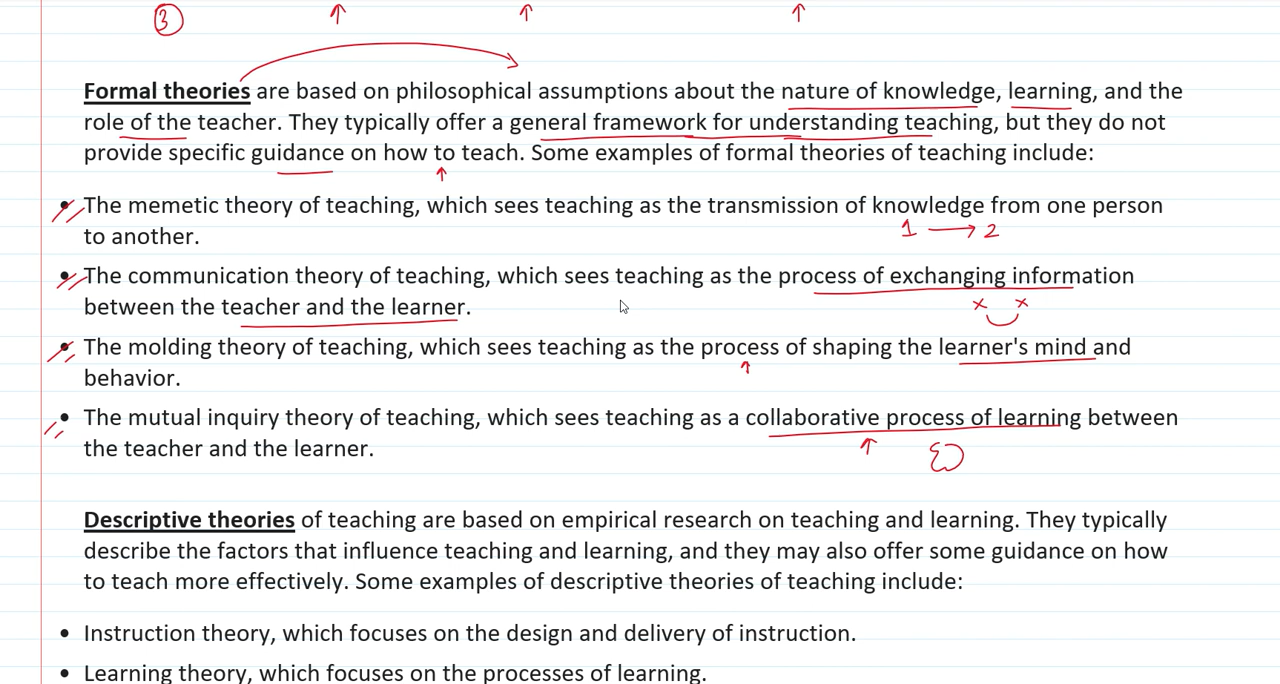 3
Formal theories are based on philosophical assumptions about the nature of knowledge, learning, and the
role of the teacher. They typically offer a general framework for understanding teaching, but they do not
provide specific guidance on how to teach. Some examples of formal theories of teaching include:
• The memetic theory of teaching, which sees teaching as the transmission of knowledge from one person
to another.
1 → 2
• The communication theory of teaching, which sees teaching as the process of exchanging information
between the teacher and the learner.
x x
• The molding theory of teaching, which sees teaching as the process of shaping the learner's mind and
behavior.
• The mutual inquiry theory of teaching, which sees teaching as a collaborative process of learning between
the teacher and the learner.
Descriptive theories of teaching are based on empirical research on teaching and learning. They typically
describe the factors that influence teaching and learning, and they may also offer some guidance on how
to teach more effectively. Some examples of descriptive theories of teaching include:
• Instruction theory, which focuses on the design and delivery of instruction.
• Learning theory, which focuses on the processes of learning.